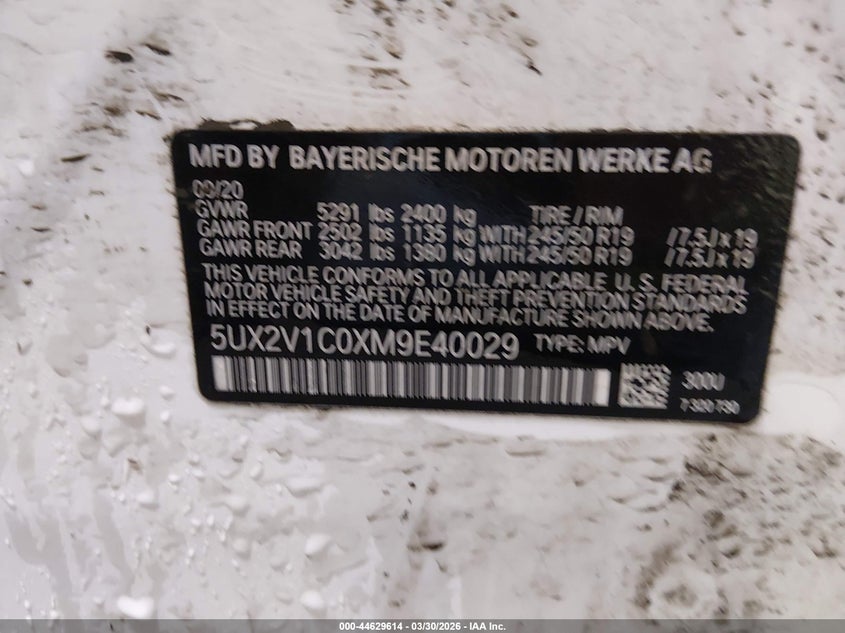 MFD BY BAYERISCHE MOTOREN WERKE AG
09/20
GVWR 5291 lbs 2400 kg TIRE / RIM
GAWR FRONT 2502 lbs 1135 kg WITH 245/50 R19 / 7.5J x 19
GAWR REAR 3042 lbs 1380 kg WITH 245/50 R19 / 7.5J x 19
THIS VEHICLE CONFORMS TO ALL APPLICABLE U. S. FEDERAL
MOTOR VEHICLE SAFETY AND THEFT PREVENTION STANDARDS
IN EFFECT ON THE DATE OF MANUFACTURE SHOWN ABOVE.
5UX2V1C0XM9E40029 TYPE: MPV
300U
7 320 730
000-44629614 - 03/30/2026 - IAA Inc.